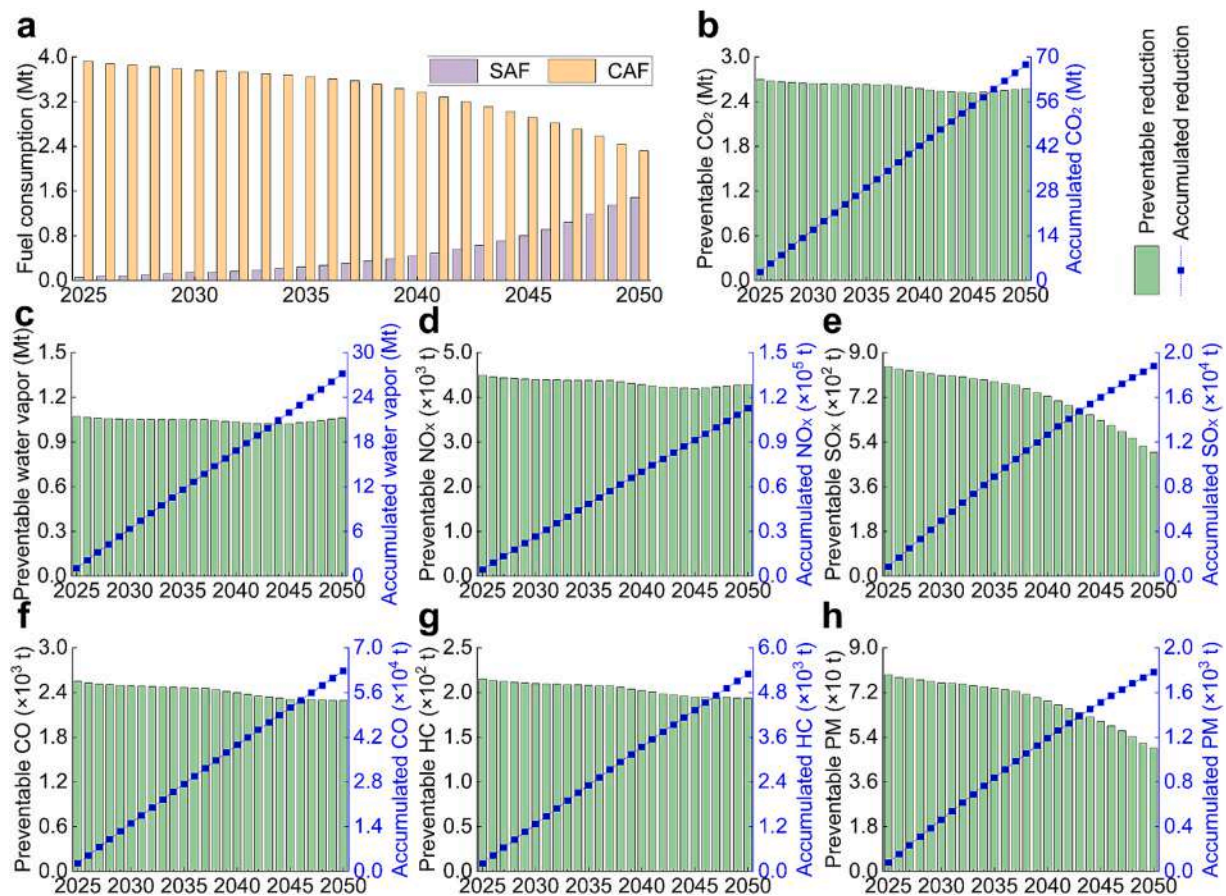 a
Fuel consumption (Mt)
4.0
3.2
2.4
1.6
0.8
0.0
SAF CAF
2025 2030 2035 2040 2045 2050
b
Preventable CO₂ (Mt)
3.0
2.4
1.8
1.2
0.6
0.0
2025 2030 2035 2040 2045 2050
70
56
42
28
14
0
Accumulated CO₂ (Mt)
Preventable reduction
Accumulated reduction
c
Preventable water vapor (Mt)
1.5
1.2
0.9
0.6
0.3
0.0
2025 2030 2035 2040 2045 2050
30
24
18
12
6
0
Accumulated water vapor (Mt)
d
Preventable NOₓ (×10³ t)
5.0
4.0
3.0
2.0
1.0
0.0
2025 2030 2035 2040 2045 2050
1.5
1.2
0.9
0.6
0.3
0.0
Accumulated NOₓ (×10⁵ t)
e
Preventable SOₓ (×10² t)
9.0
7.2
5.4
3.6
1.8
0.0
2025 2030 2035 2040 2045 2050
2.0
1.6
1.2
0.8
0.4
0.0
Accumulated SOₓ (×10⁴ t)
f
Preventable CO (×10³ t)
3.0
2.4
1.8
1.2
0.6
0.0
2025 2030 2035 2040 2045 2050
7.0
5.6
4.2
2.8
1.4
0.0
Accumulated CO (×10⁴ t)
g
Preventable HC (×10² t)
2.5
2.0
1.5
1.0
0.5
0.0
2025 2030 2035 2040 2045 2050
6.0
4.8
3.6
2.4
1.2
0.0
Accumulated HC (×10³ t)
h
Preventable PM (×10¹ t)
9.0
7.2
5.4
3.6
1.8
0.0
2025 2030 2035 2040 2045 2050
2.0
1.6
1.2
0.8
0.4
0.0
Accumulated PM (×10³ t)